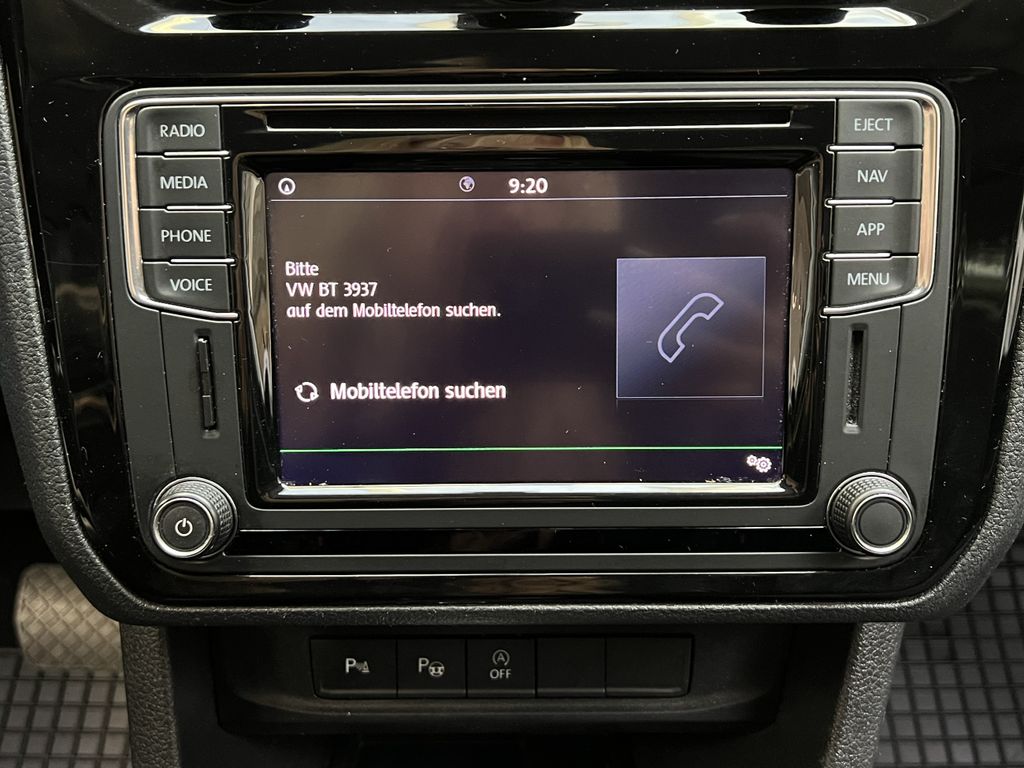 RADIO
MEDIA
PHONE
VOICE
EJECT
NAV
APP
MENU
9:20
Bitte
VW BT 3937
auf dem Mobiltelefon suchen.
Mobiltelefon suchen
P
P
A
OFF